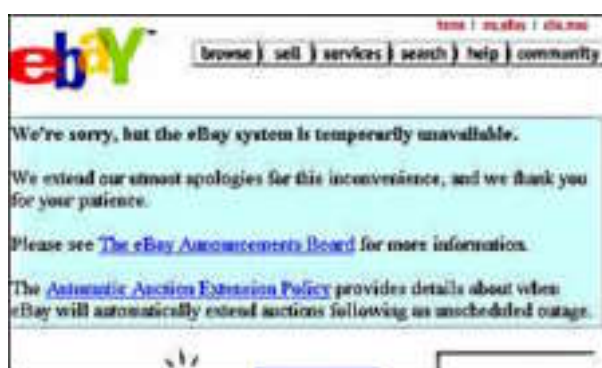 home | my eBay | site map
ebaY™
browse sell services search help community
We're sorry, but the eBay system is temporarily unavailable.
We extend our utmost apologies for this inconvenience, and we thank you
for your patience.
Please see The eBay Announcements Board for more information.
The Automatic Auction Extension Policy provides details about when
eBay will automatically extend auctions following an unscheduled outage.